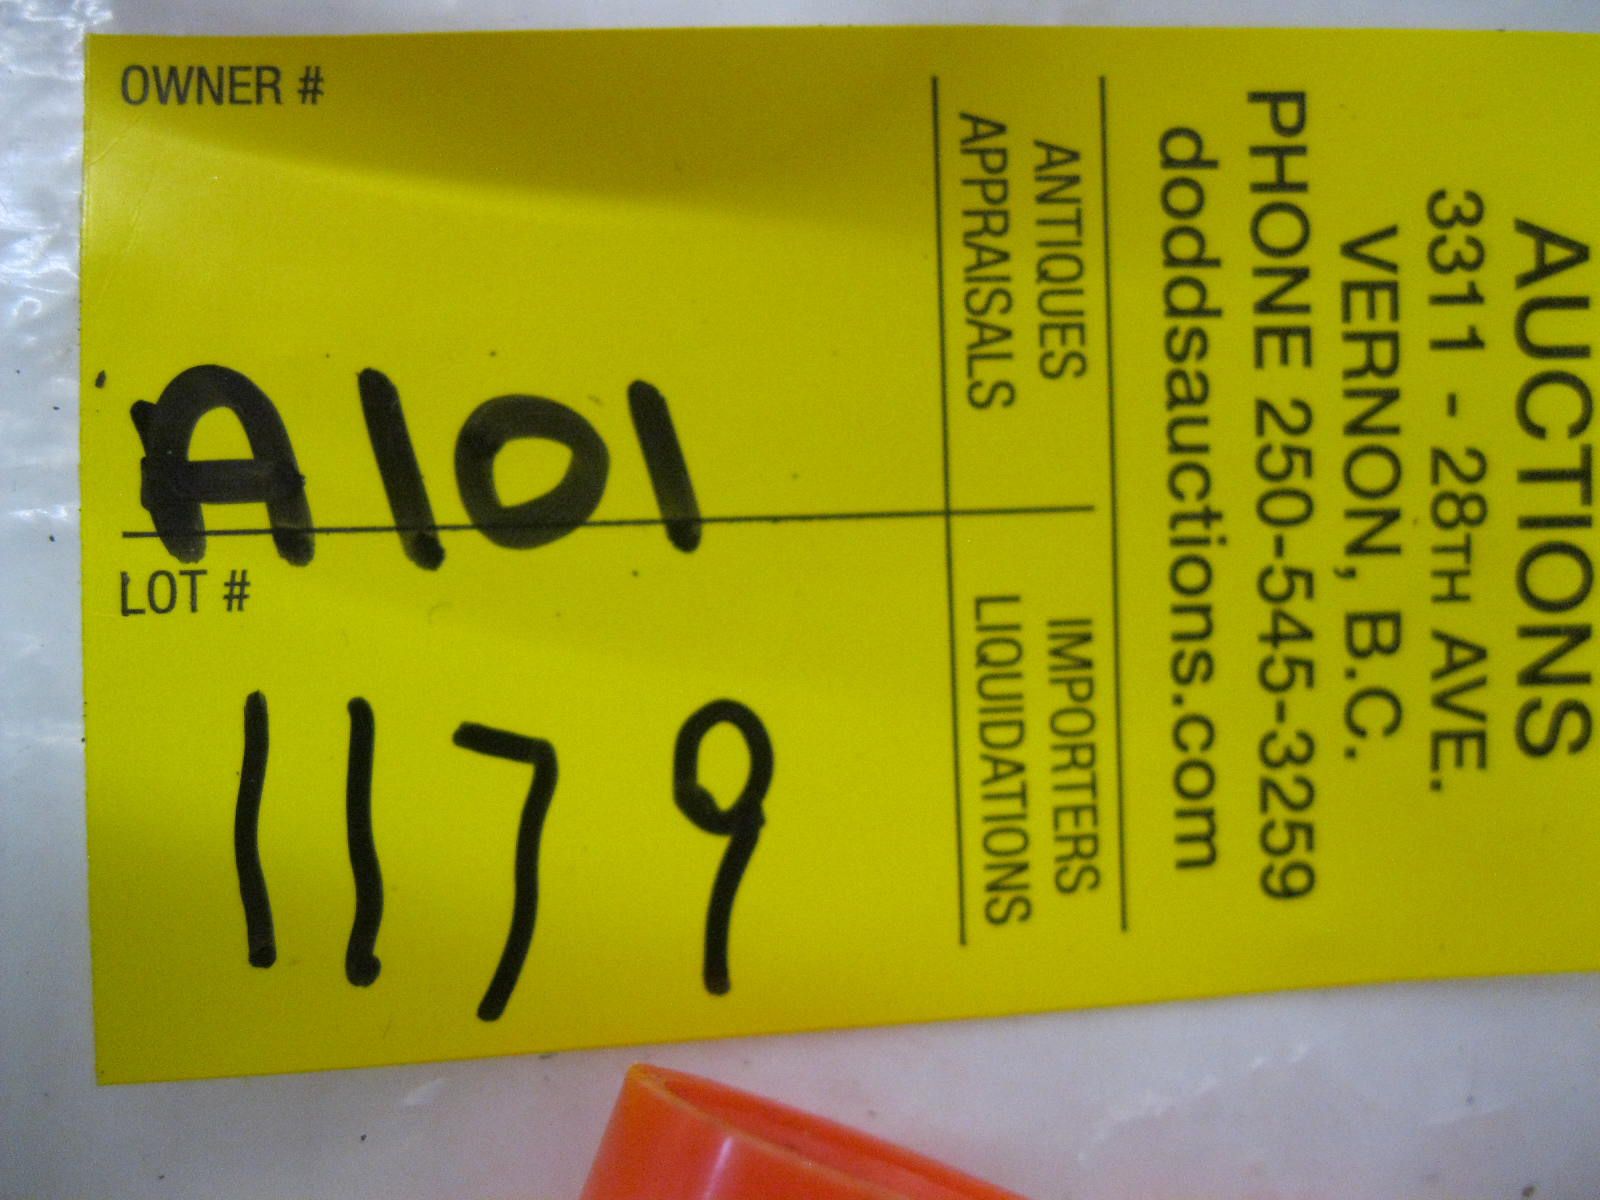 OWNER #
A101
LOT #
1179
AUCTIONS
3311 - 28TH AVE.
VERNON, B.C.
PHONE 250-545-3259
doddsauctions.com
ANTIQUES
APPRAISALS
IMPORTERS
LIQUIDATIONS